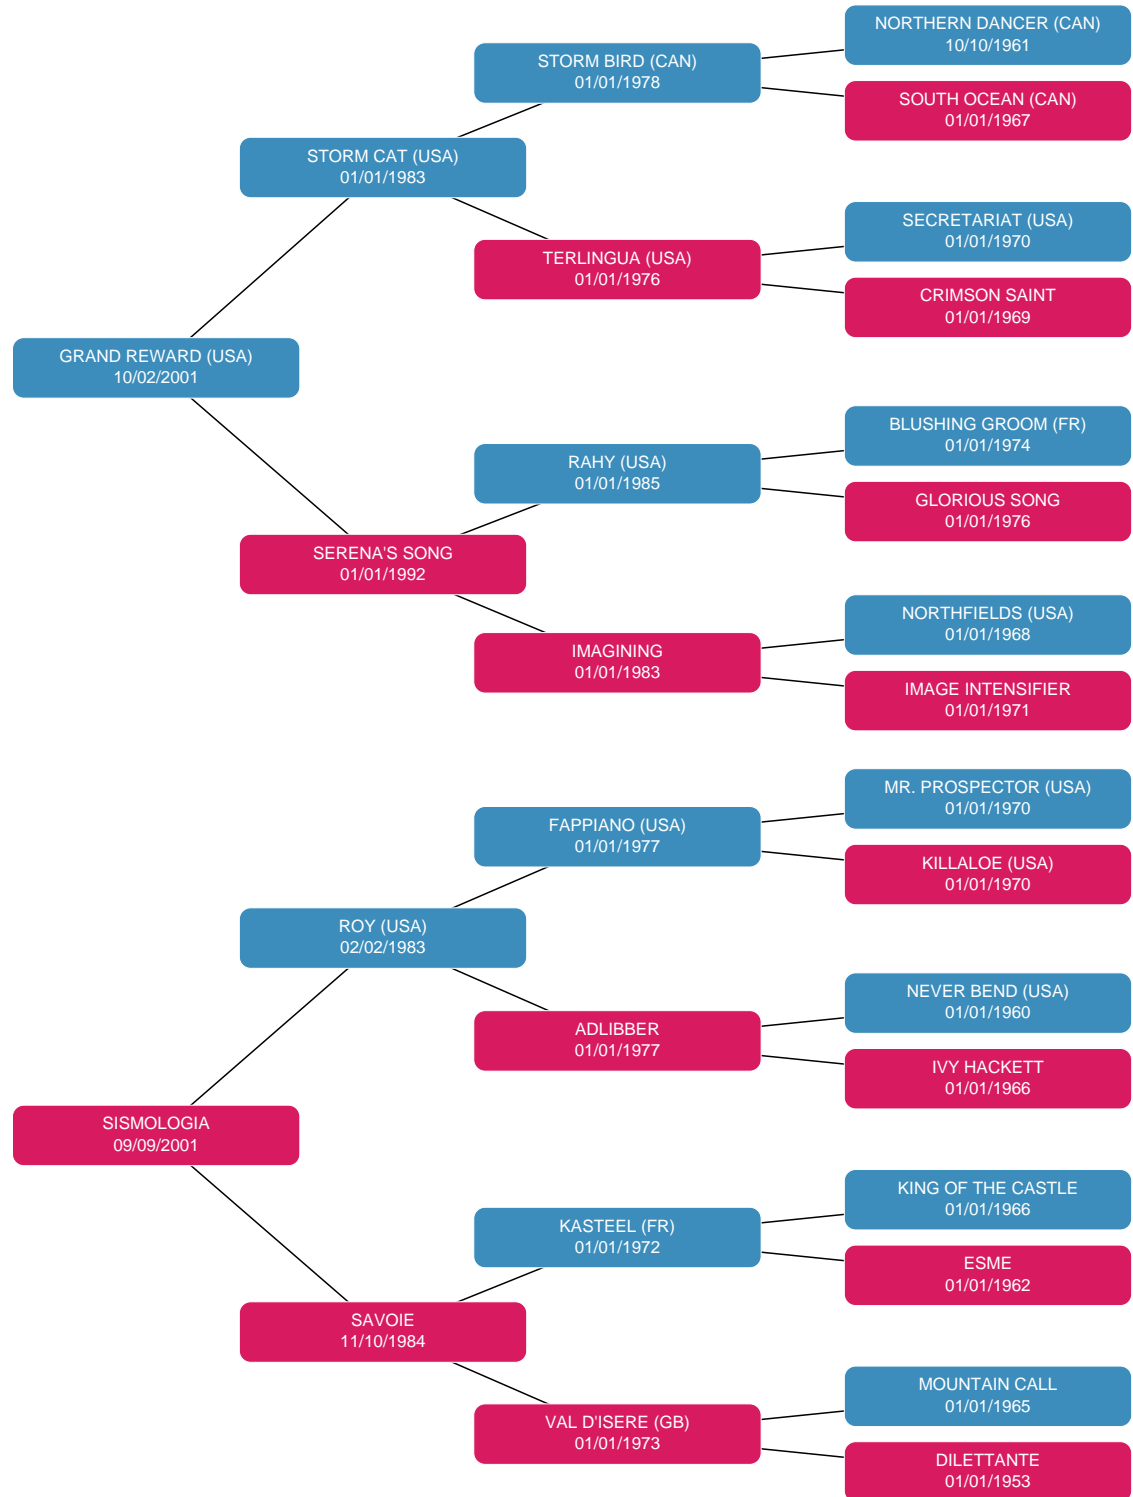 NORTHERN DANCER (CAN)
10/10/1961
STORM BIRD (CAN)
01/01/1978
SOUTH OCEAN (CAN)
01/01/1967
STORM CAT (USA)
01/01/1983
SECRETARIAT (USA)
01/01/1970
TERLINGUA (USA)
01/01/1976
CRIMSON SAINT
01/01/1969
GRAND REWARD (USA)
10/02/2001
BLUSHING GROOM (FR)
01/01/1974
RAHY (USA)
01/01/1985
GLORIOUS SONG
01/01/1976
SERENA'S SONG
01/01/1992
NORTHFIELDS (USA)
01/01/1968
IMAGINING
01/01/1983
IMAGE INTENSIFIER
01/01/1971
MR. PROSPECTOR (USA)
01/01/1970
FAPPIANO (USA)
01/01/1977
KILLALOE (USA)
01/01/1970
ROY (USA)
02/02/1983
NEVER BEND (USA)
01/01/1960
ADLIBBER
01/01/1977
IVY HACKETT
01/01/1966
SISMOLOGIA
09/09/2001
KING OF THE CASTLE
01/01/1966
KASTEEL (FR)
01/01/1972
ESME
01/01/1962
SAVOIE
11/10/1984
MOUNTAIN CALL
01/01/1965
VAL D'ISERE (GB)
01/01/1973
DILETTANTE
01/01/1953